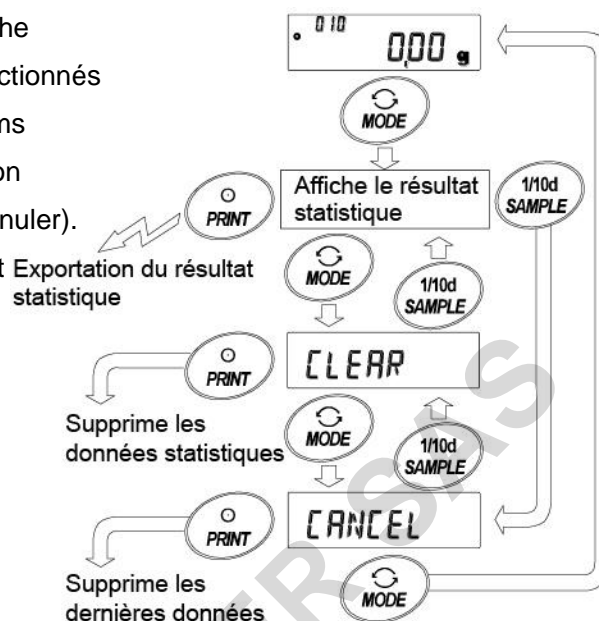 he
ctionnés
ns
on
nuler).
t
010
0.00 g
MODE
Affiche le résultat
statistique
1/10d
SAMPLE
PRINT
Exportation du résultat
statistique
MODE
1/10d
SAMPLE
PRINT
CLEAR
Supprime les
données statistiques
MODE
1/10d
SAMPLE
PRINT
CANCEL
Supprime les
dernières données
MODE
ER SAS